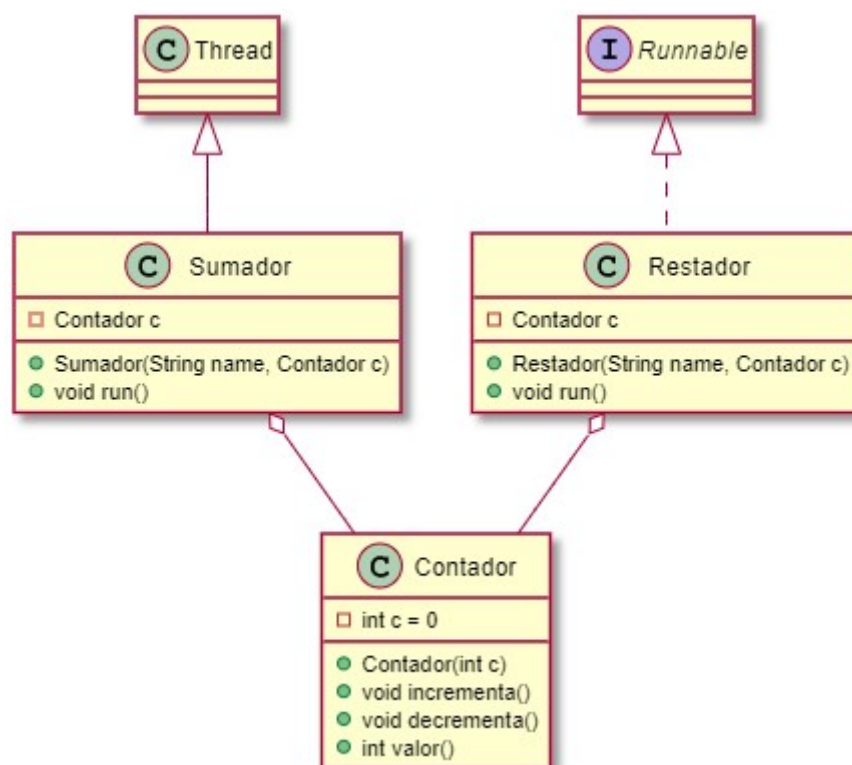 C Thread
I Runnable
C Sumador
Contador c
Sumador(String name, Contador c)
void run()
C Restador
Contador c
Restador(String name, Contador c)
void run()
C Contador
int c = 0
Contador(int c)
void incrementa()
void decrementa()
int valor()